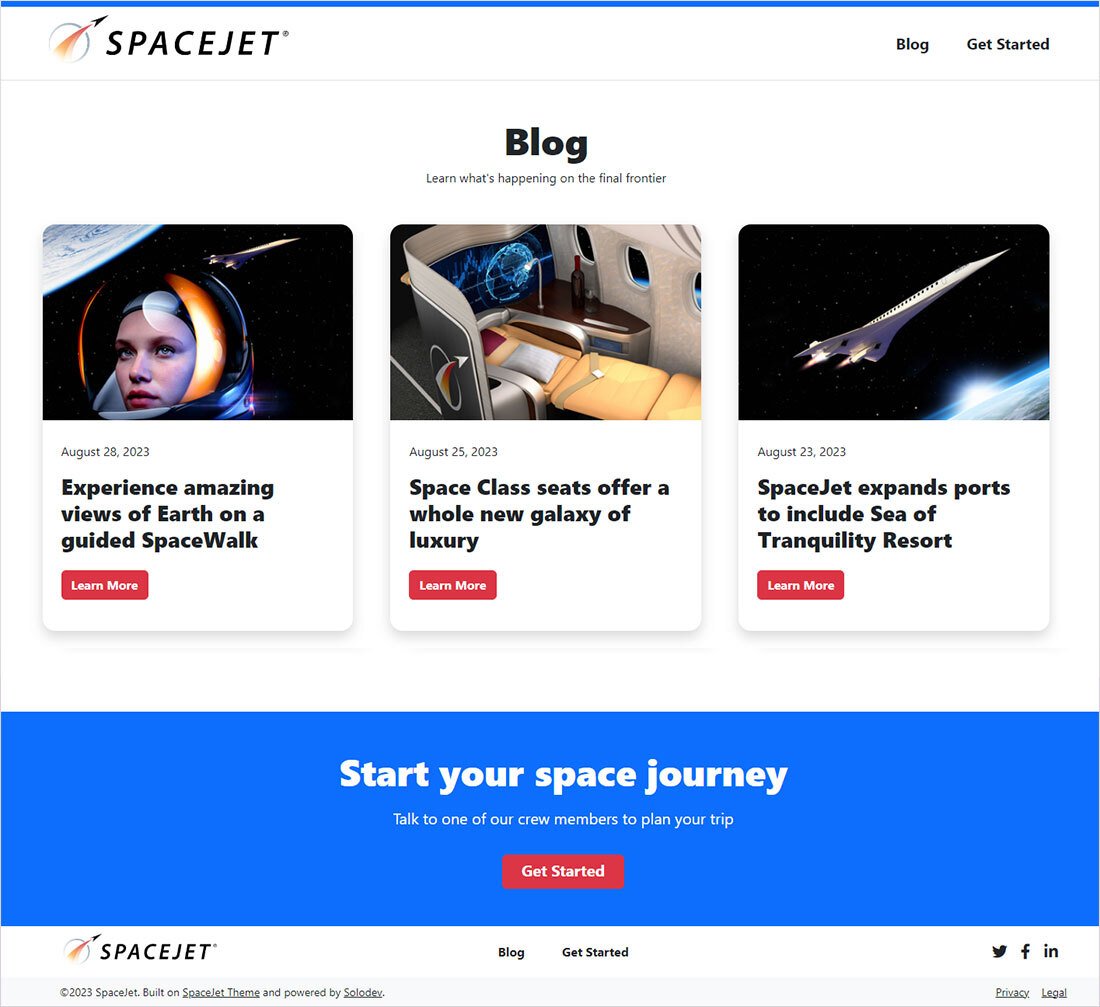 SPACEJET®
Blog Get Started
Blog
Learn what's happening on the final frontier
August 28, 2023
Experience amazing
views of Earth on a
guided SpaceWalk
Learn More
August 25, 2023
Space Class seats offer a
whole new galaxy of
luxury
Learn More
August 23, 2023
SpaceJet expands ports
to include Sea of
Tranquility Resort
Learn More
Start your space journey
Talk to one of our crew members to plan your trip
Get Started
SPACEJET®
Blog Get Started
©2023 SpaceJet. Built on SpaceJet Theme and powered by Solodev.
Privacy Legal